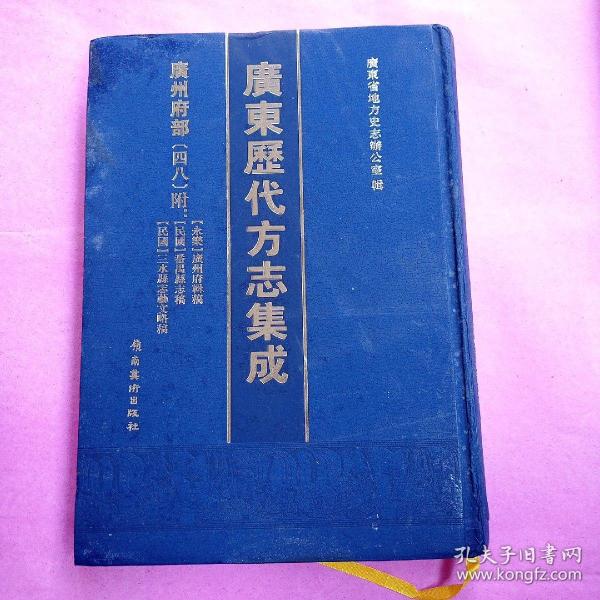 廣東省地方史志辦公室 輯
廣東歷代方志集成
廣州府部〔四八〕附：
［永樂］廣州府輯稿
［民國］番禺縣志稿
［民國］三水縣志藝文略稿
嶺南美術出版社
孔夫子旧书网
www.kongfz.com